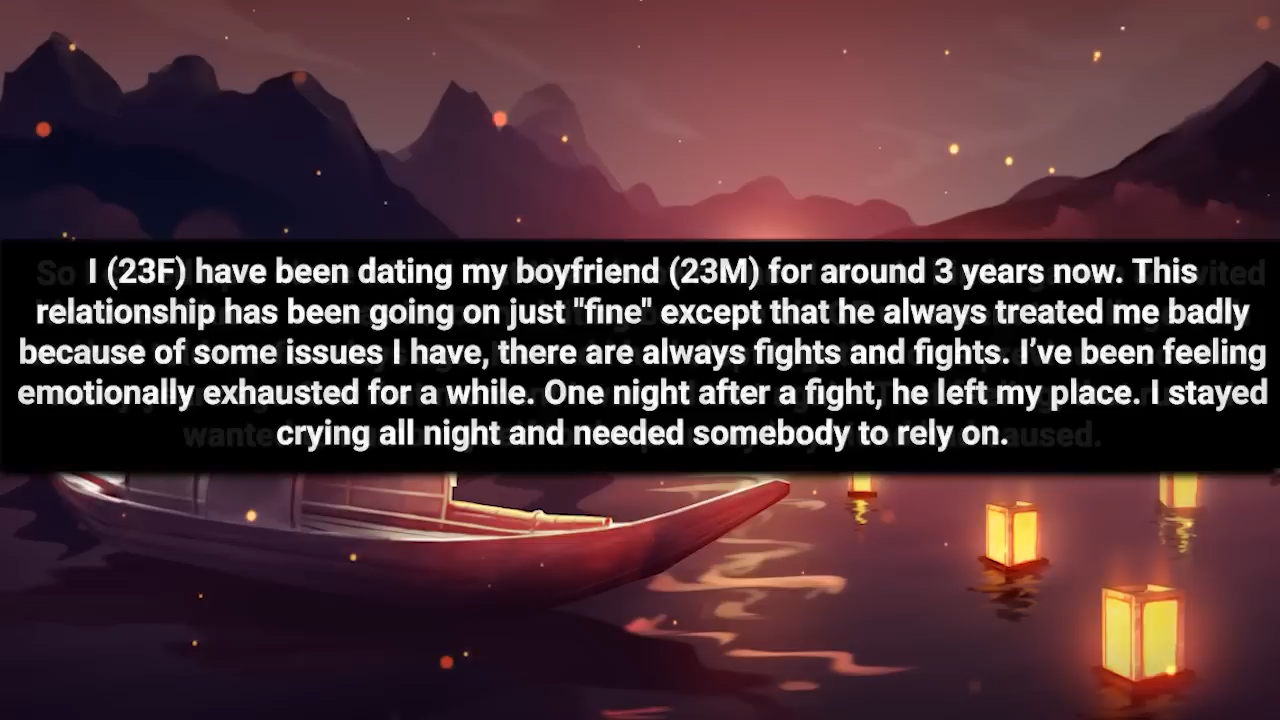 I (23F) have been dating my boyfriend (23M) for around 3 years now. This
relationship has been going on just "fine" except that he always treated me badly
because of some issues I have, there are always fights and fights. I’ve been feeling
emotionally exhausted for a while. One night after a fight, he left my place. I stayed
crying all night and needed somebody to rely on.